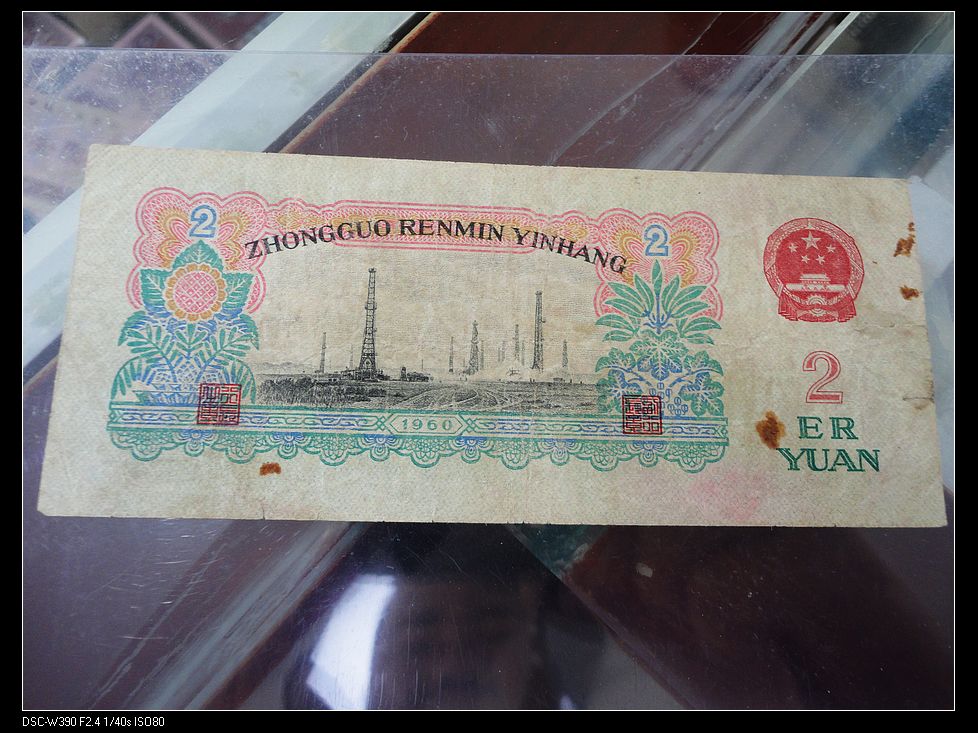 2
2
ZHONGGUO RENMIN YINHANG
1960
2
ER
YUAN
DSC-W390 F2.4 1/40s ISO80